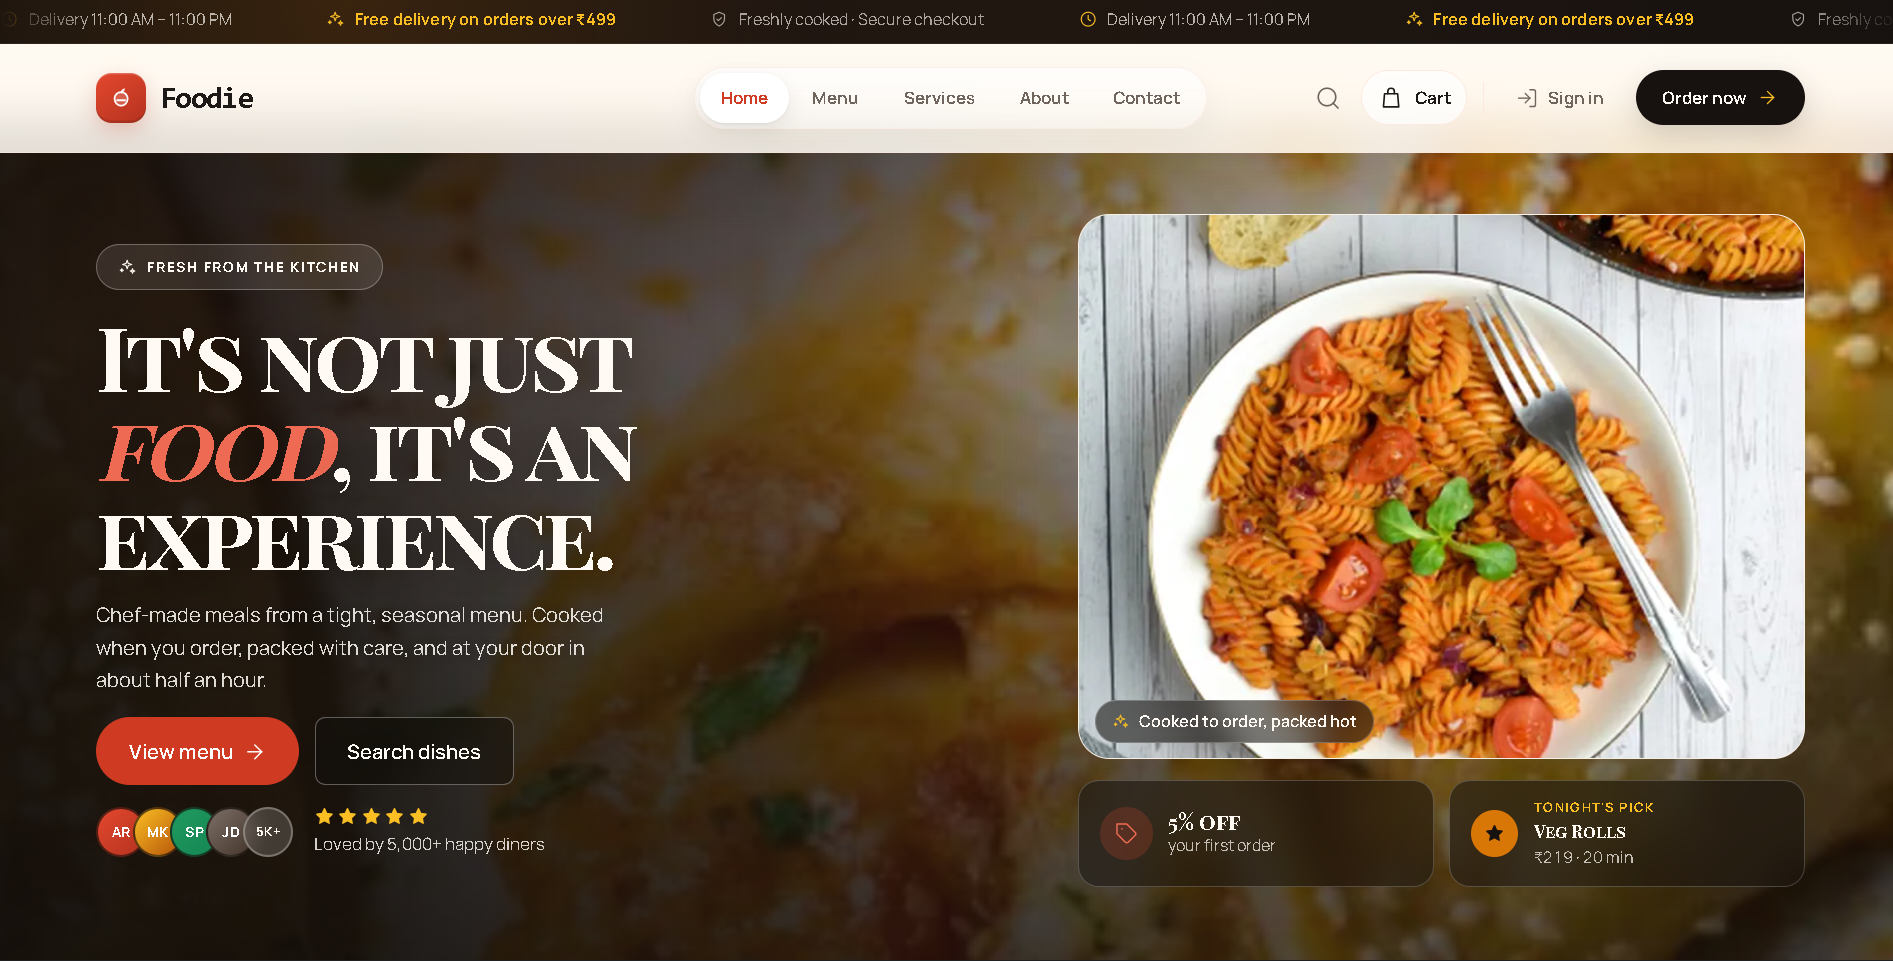 Delivery 11:00 AM – 11:00 PM
Free delivery on orders over ₹499
Freshly cooked · Secure checkout
Delivery 11:00 AM – 11:00 PM
Free delivery on orders over ₹499
Freshly
Foodie
Home
Menu
Services
About
Contact
Cart
Sign in
Order now
FRESH FROM THE KITCHEN
IT'S NOT JUST
FOOD, IT'S AN
EXPERIENCE.
Chef-made meals from a tight, seasonal menu. Cooked
when you order, packed with care, and at your door in
about half an hour.
View menu
Search dishes
AR
MK
SP
JD
5K+
Loved by 5,000+ happy diners
Cooked to order, packed hot
5% OFF
your first order
TONIGHT'S PICK
VEG ROLLS
₹219 · 20 min